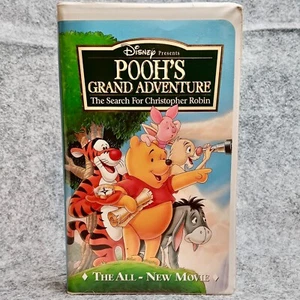 Disney Presents
POOH'S
GRAND ADVENTURE
The Search For Christopher Robin
THE ALL-NEW MOVIE